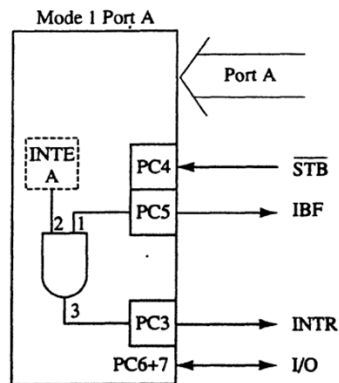 Mode 1 Port A
Port A
INTE
A
PC4
STB
PC5
IBF
2 1
3
PC3
INTR
PC6+7
I/O